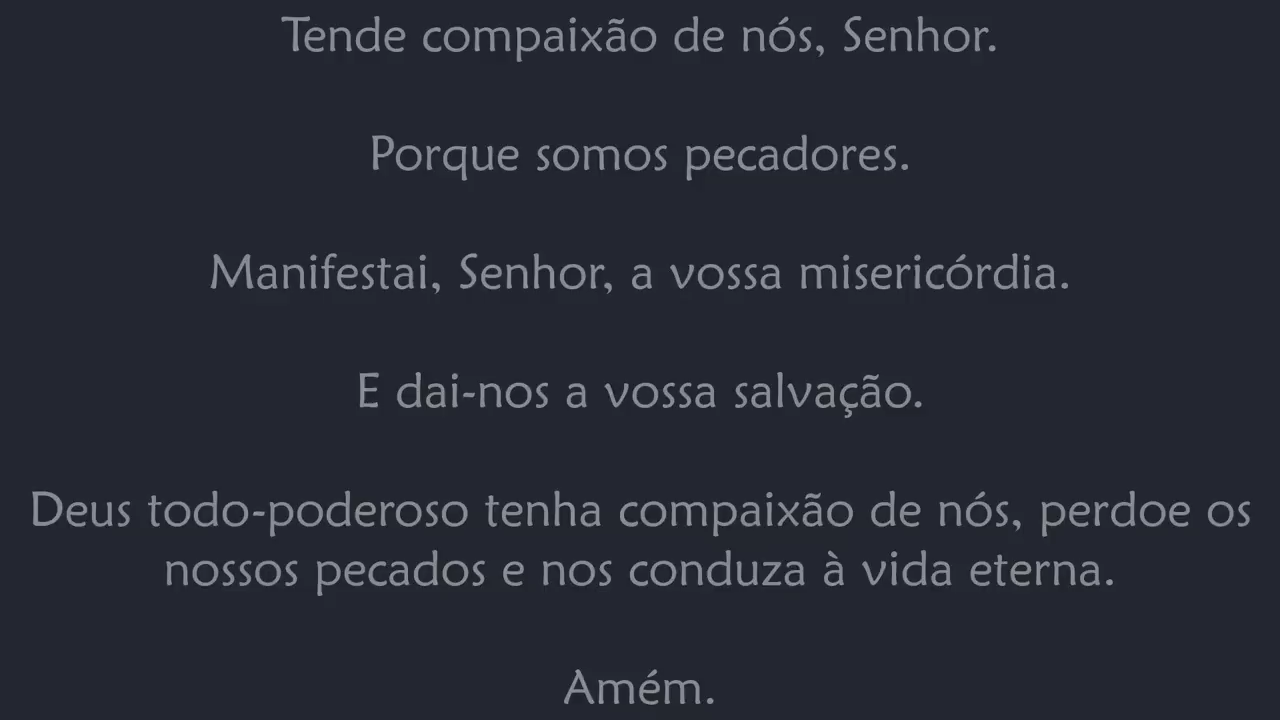 Tende compaixão de nós, Senhor.
Porque somos pecadores.
Manifestai, Senhor, a vossa misericórdia.
E dai-nos a vossa salvação.
Deus todo-poderoso tenha compaixão de nós, perdoe os
nossos pecados e nos conduza à vida eterna.
Amém.